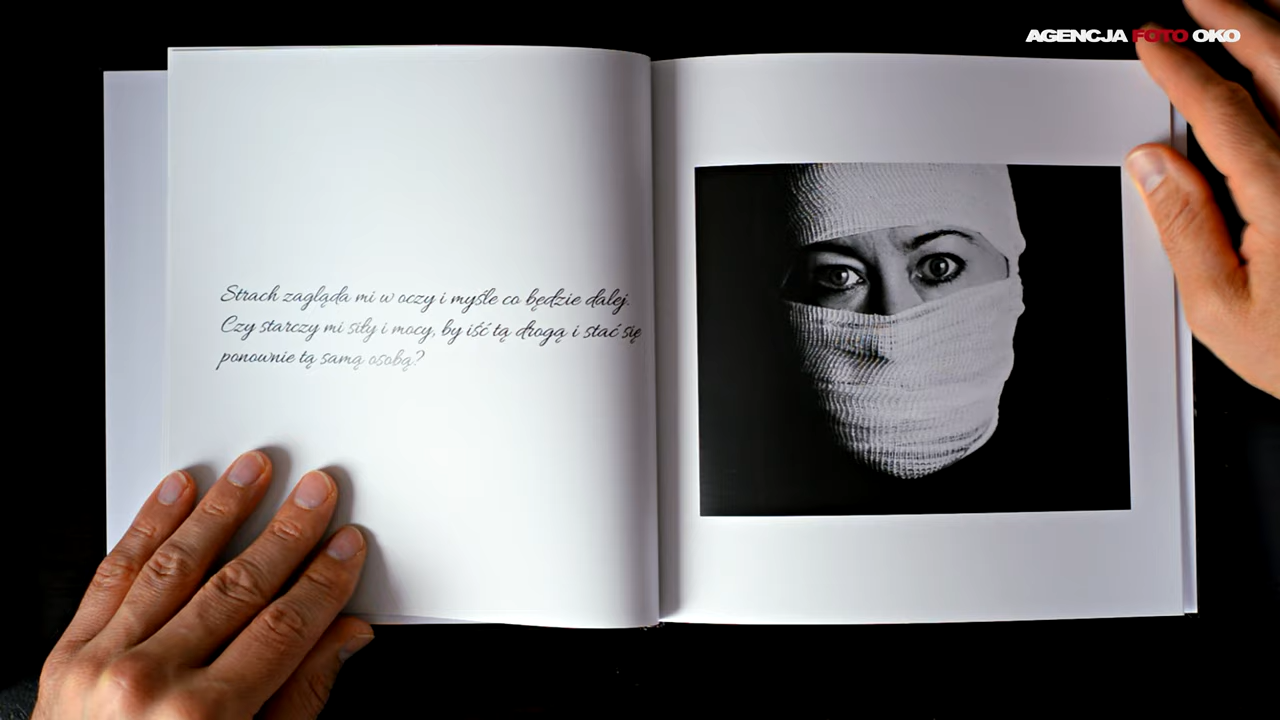 AGENCJA FOTO OKO
Strach zagląda mi w oczy i myśle co będzie dalej.
Czy starczy mi siły i mocy, by iść tą drogą i stać się
ponownie tą samą osobą?